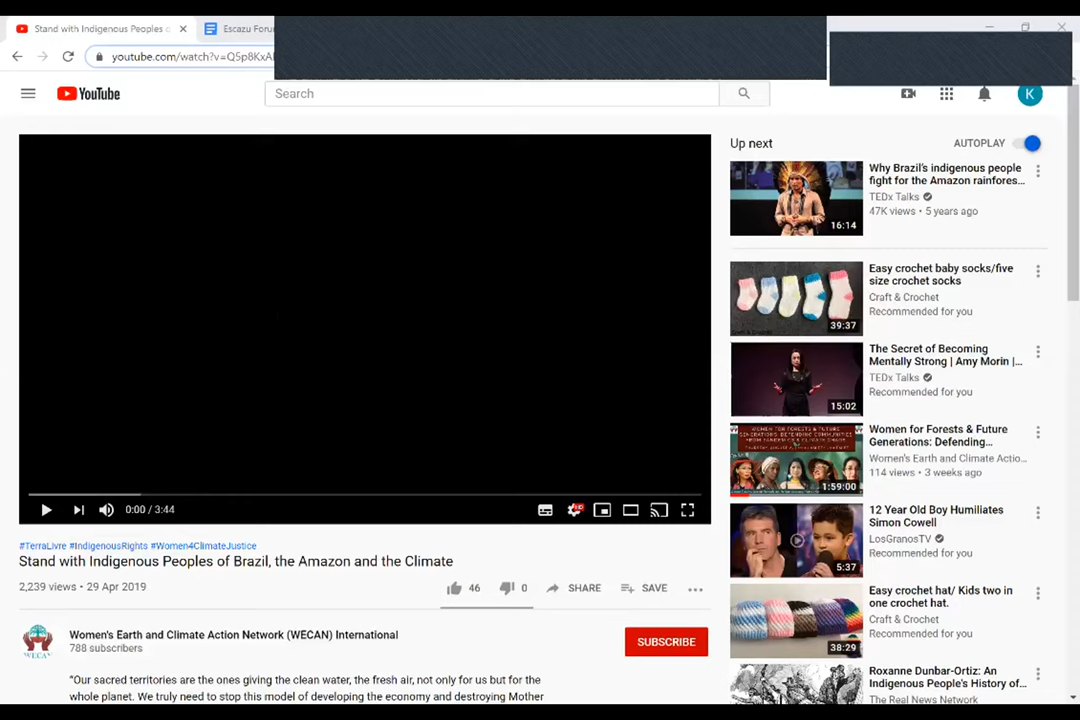 Stand with Indigenous Peoples
Escazu Foru
youtube.com/watch?v=Q5p8KxA
YouTube
Search
K
Up next
AUTOPLAY
Why Brazil's indigenous people
fight for the Amazon rainfores...
TEDx Talks
47K views • 5 years ago
16:14
Easy crochet baby socks/five
size crochet socks
Craft & Crochet
Recommended for you
39:37
The Secret of Becoming
Mentally Strong | Amy Morin |...
TEDx Talks
Recommended for you
15:02
WOMEN FOR FORESTS & FUTURE
GENERATIONS: DEFENDING COMMUNITIES
Women for Forests & Future
Generations: Defending...
Women's Earth and Climate Actio...
114 views • 3 weeks ago
1:59:00
12 Year Old Boy Humiliates
Simon Cowell
LosGranosTV
Recommended for you
5:37
Easy crochet hat/ Kids two in
one crochet hat.
Craft & Crochet
Recommended for you
38:29
Roxanne Dunbar-Ortiz: An
Indigenous People's History of...
The Real News Network
0:00 / 3:44
HD
#TerraLivre #IndigenousRights #Women4ClimateJustice
Stand with Indigenous Peoples of Brazil, the Amazon and the Climate
2,239 views • 29 Apr 2019
46
0
SHARE
SAVE
WECAN
Women's Earth and Climate Action Network (WECAN) International
788 subscribers
SUBSCRIBE
“Our sacred territories are the ones giving the clean water, the fresh air, not only for us but for the
whole planet. We truly need to stop this model of developing the economy and destroying Mother